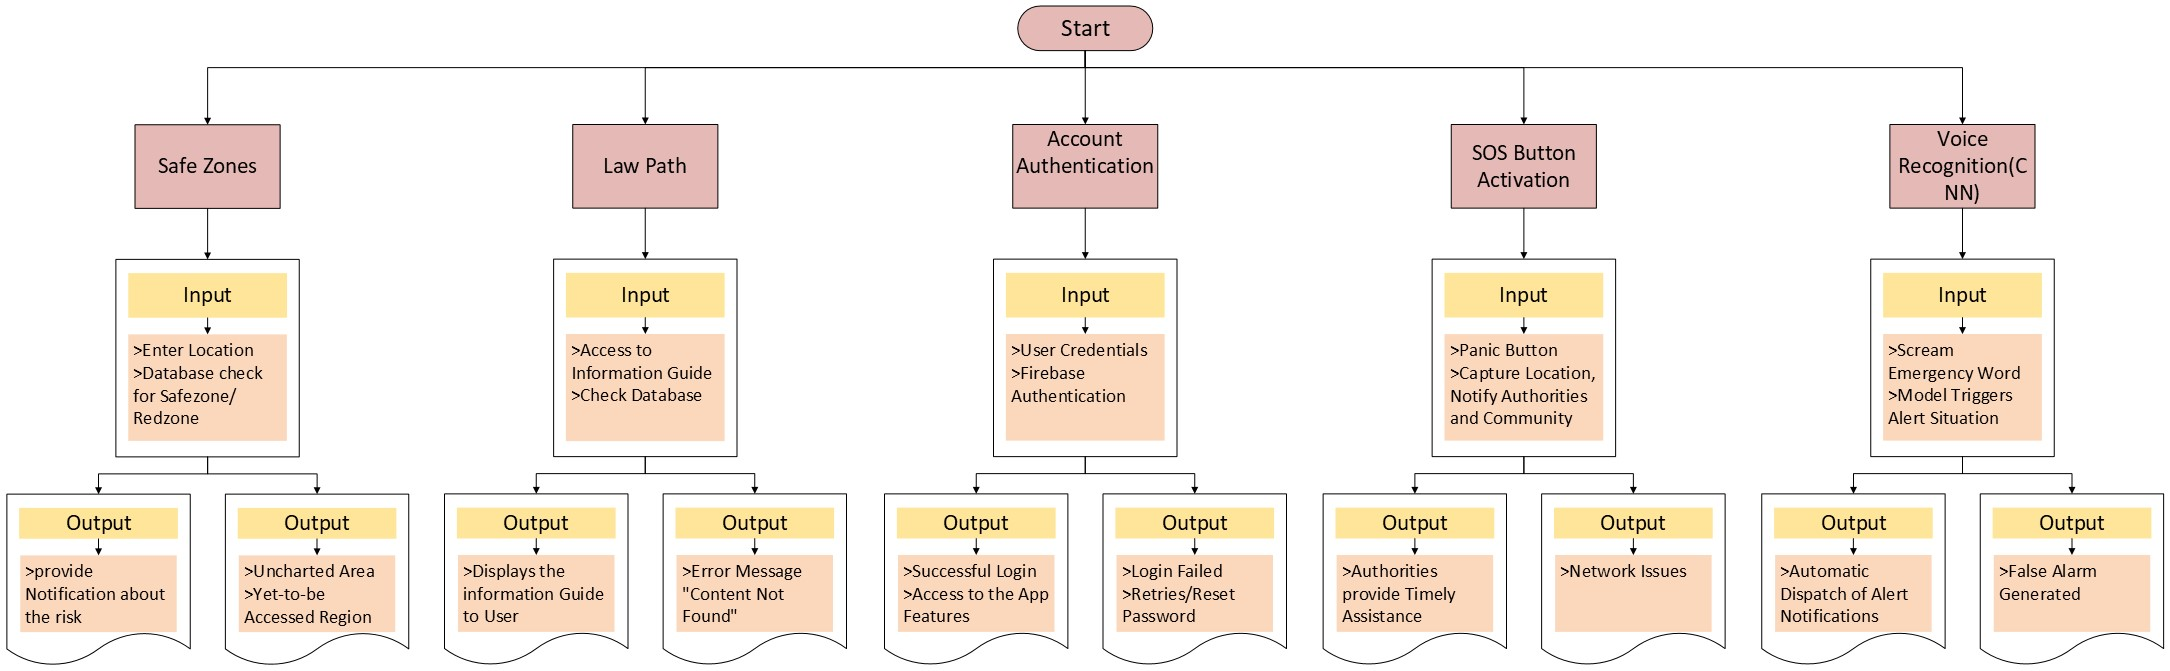 Start
Safe Zones
Law Path
Account
Authentication
SOS Button
Activation
Voice
Recognition(C
NN)
Input
>Enter Location
>Database check
for Safezone/
Redzone
Input
>Access to
Information Guide
>Check Database
Input
>User Credentials
>Firebase
Authentication
Input
>Panic Button
>Capture Location,
Notify Authorities
and Community
Input
>Scream
Emergency Word
>Model Triggers
Alert Situation
Output
>provide
Notification about
the risk
Output
>Uncharted Area
>Yet-to-be
Accessed Region
Output
>Displays the
information Guide
to User
Output
>Error Message
"Content Not
Found"
Output
>Successful Login
>Access to the App
Features
Output
>Login Failed
>Retries/Reset
Password
Output
>Authorities
provide Timely
Assistance
Output
>Network Issues
Output
>Automatic
Dispatch of Alert
Notifications
Output
>False Alarm
Generated